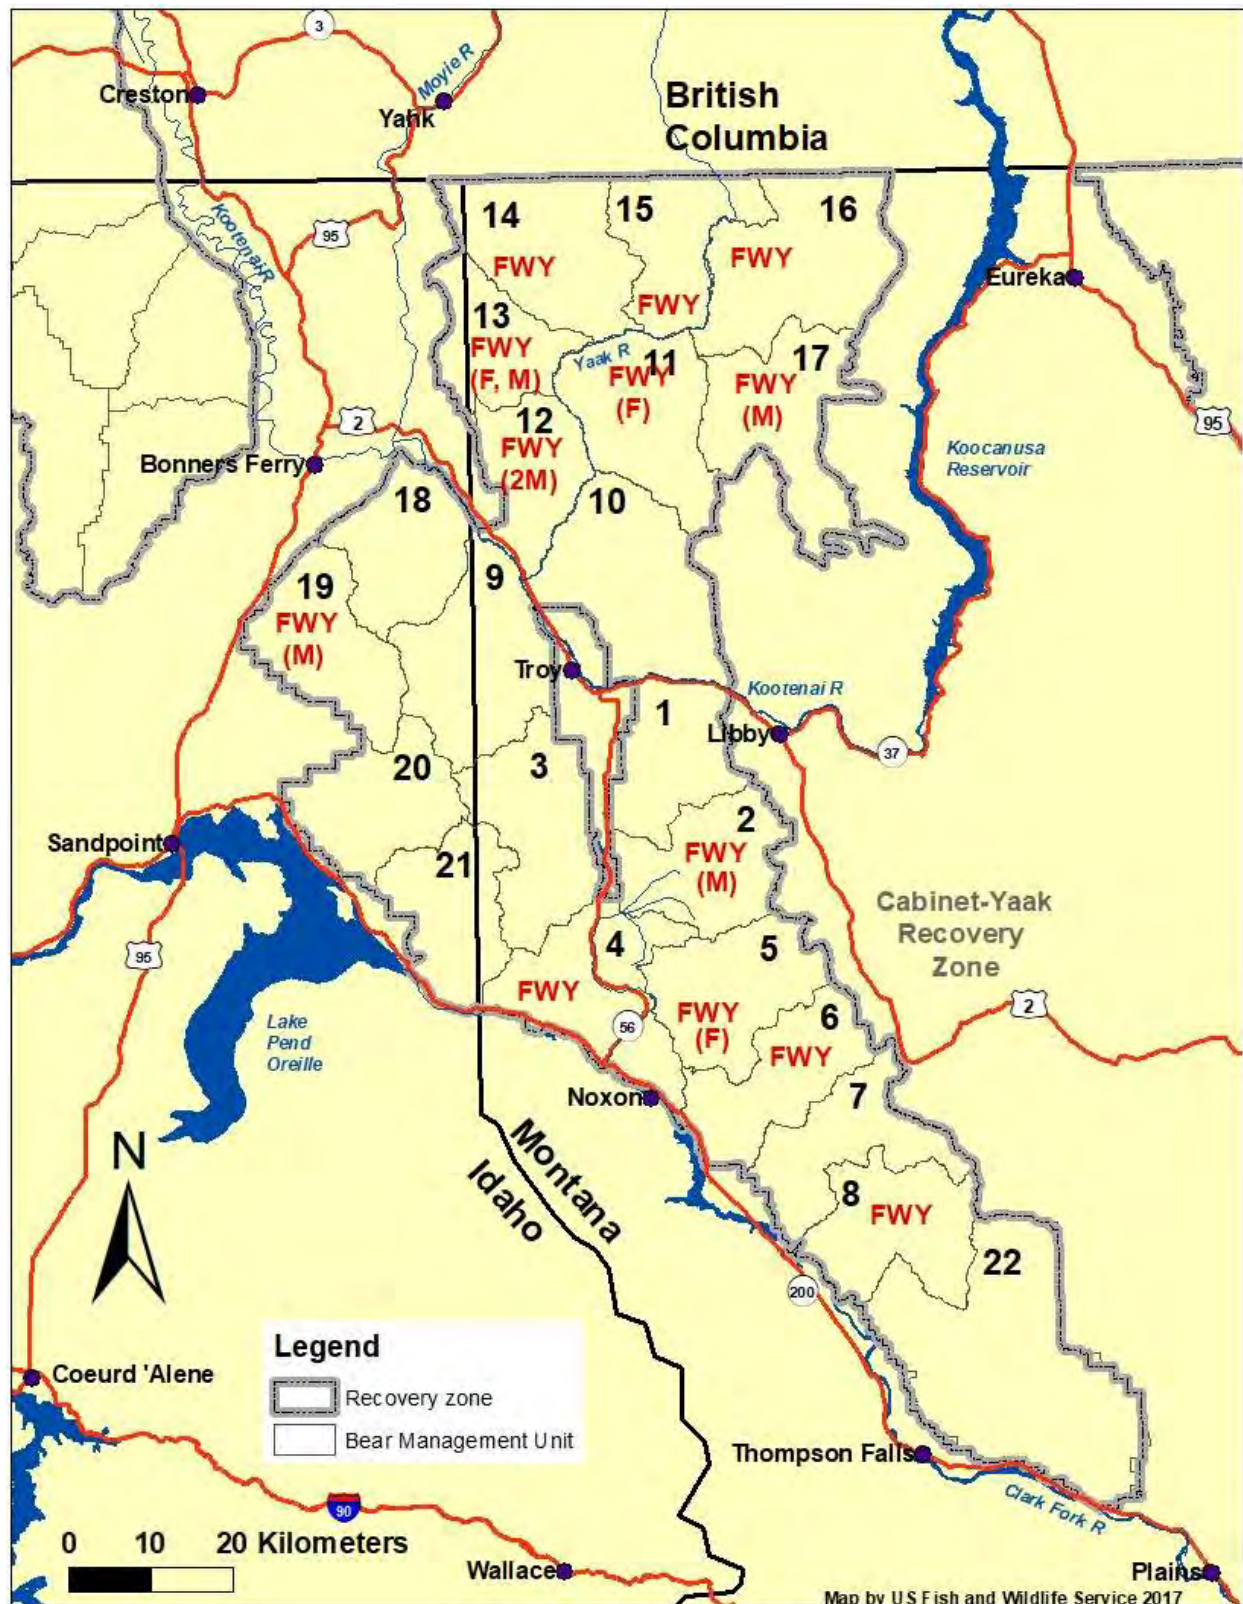 3
Creston
Yahk
Moyie R
British
Columbia
Kootenai R
95
14
15
16
FWY
FWY
FWY
Eureka
13
FWY
(F, M)
Yaak R
11
FWY
(F)
17
FWY
(M)
2
12
FWY
(2M)
95
Bonners Ferry
Koocanusa
Reservoir
18
10
9
19
FWY
(M)
Troy
Kootenai R
1
Libby
37
20
3
Sandpoint
2
FWY
(M)
21
Cabinet-Yaak
Recovery
Zone
4
5
95
FWY
FWY
(F)
6
FWY
2
56
Lake
Pend
Oreille
Noxon
7
N
Montana
Idaho
8
FWY
22
200
Legend
Recovery zone
Bear Management Unit
Coeurd 'Alene
Thompson Falls
Clark Fork R
90
0 10 20 Kilometers
Wallace
Plains
Map by US Fish and Wildlife Service 2017